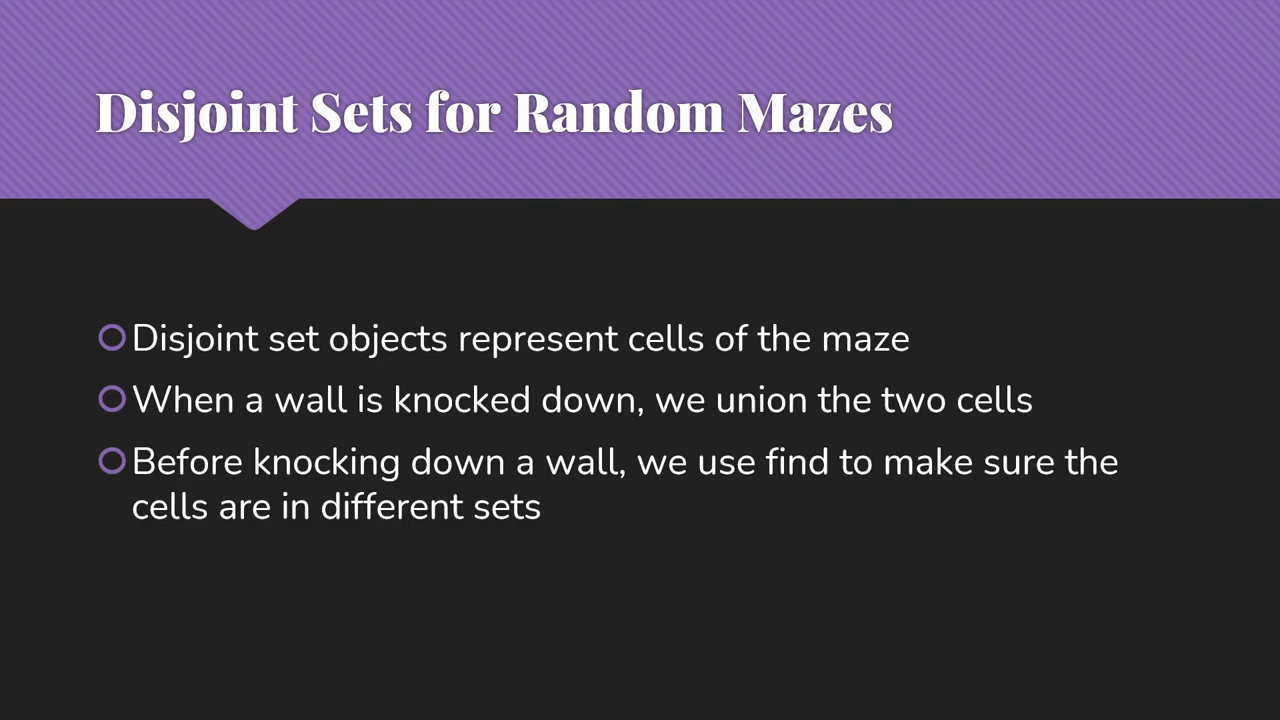 Disjoint Sets for Random Mazes
Disjoint set objects represent cells of the maze
When a wall is knocked down, we union the two cells
Before knocking down a wall, we use find to make sure the
cells are in different sets